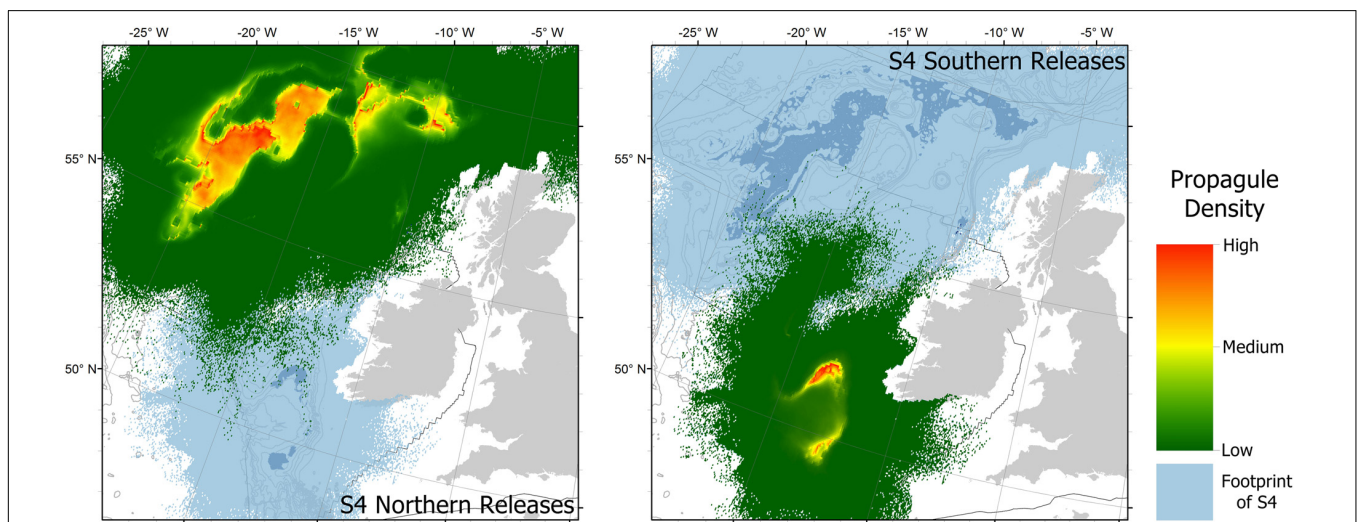 -25° W -20° W -15° W -10° W -5° W
55° N
50° N
S4 Northern Releases
-25° W -20° W -15° W -10° W -5° W
S4 Southern Releases
55° N
50° N
Propagule
Density
High
Medium
Low
Footprint
of S4